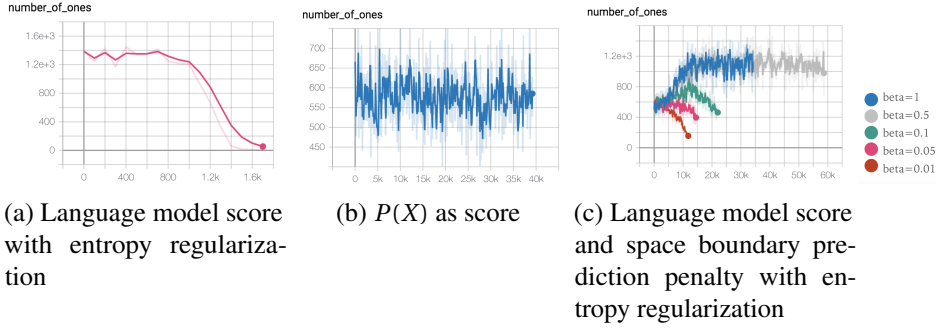 number_of_ones
1.6e+3
1.2e+3
800
400
0
0 400 800 1.2k 1.6k
(a) Language model score
with entropy regulariza-
tion
number_of_ones
700
650
600
550
500
450
0 5k 10k 15k 20k 25k 30k 35k 40k
(b) P(X) as score
number_of_ones
1.2e+3
800
400
0
0 10k 20k 30k 40k 50k 60k
beta=1
beta=0.5
beta=0.1
beta=0.05
beta=0.01
(c) Language model score
and space boundary pre-
diction penalty with en-
tropy regularization